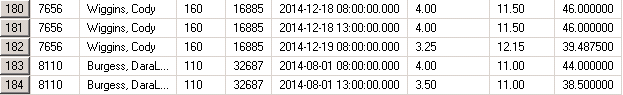 180 7656 Wiggins, Cody 160 16885 2014-12-18 08:00:00.000 4.00 11.50 46.000000
181 7656 Wiggins, Cody 160 16885 2014-12-18 13:00:00.000 4.00 11.50 46.000000
182 7656 Wiggins, Cody 160 16885 2014-12-19 08:00:00.000 3.25 12.15 39.487500
183 8110 Burgess, DaraL... 110 32687 2014-08-01 08:00:00.000 4.00 11.00 44.000000
184 8110 Burgess, DaraL... 110 32687 2014-08-01 13:00:00.000 3.50 11.00 38.500000